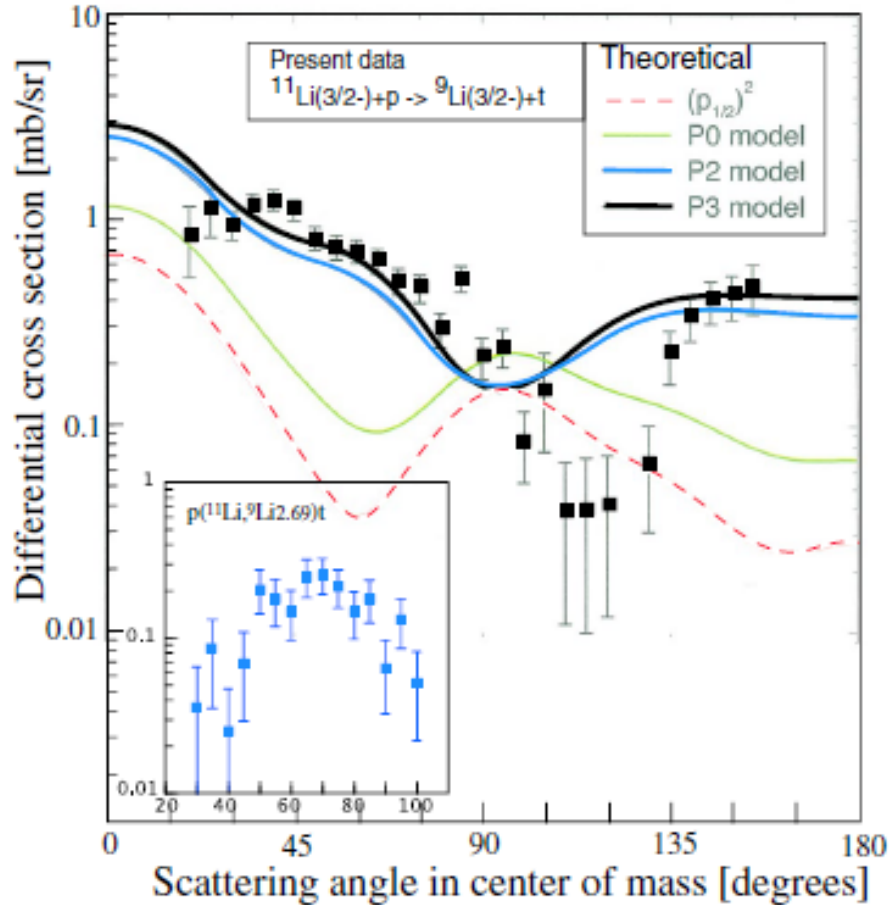 10
1
0.1
0.01
Differential cross section [mb/sr]
Present data
¹¹Li(3/2-)+p -> ⁹Li(3/2-)+t
Theoretical
(p₁/₂)²
P0 model
P2 model
P3 model
1
p(¹¹Li,⁹Li2.69)t
0.1
0.01
20 40 60 80 100
0 45 90 135 180
Scattering angle in center of mass [degrees]